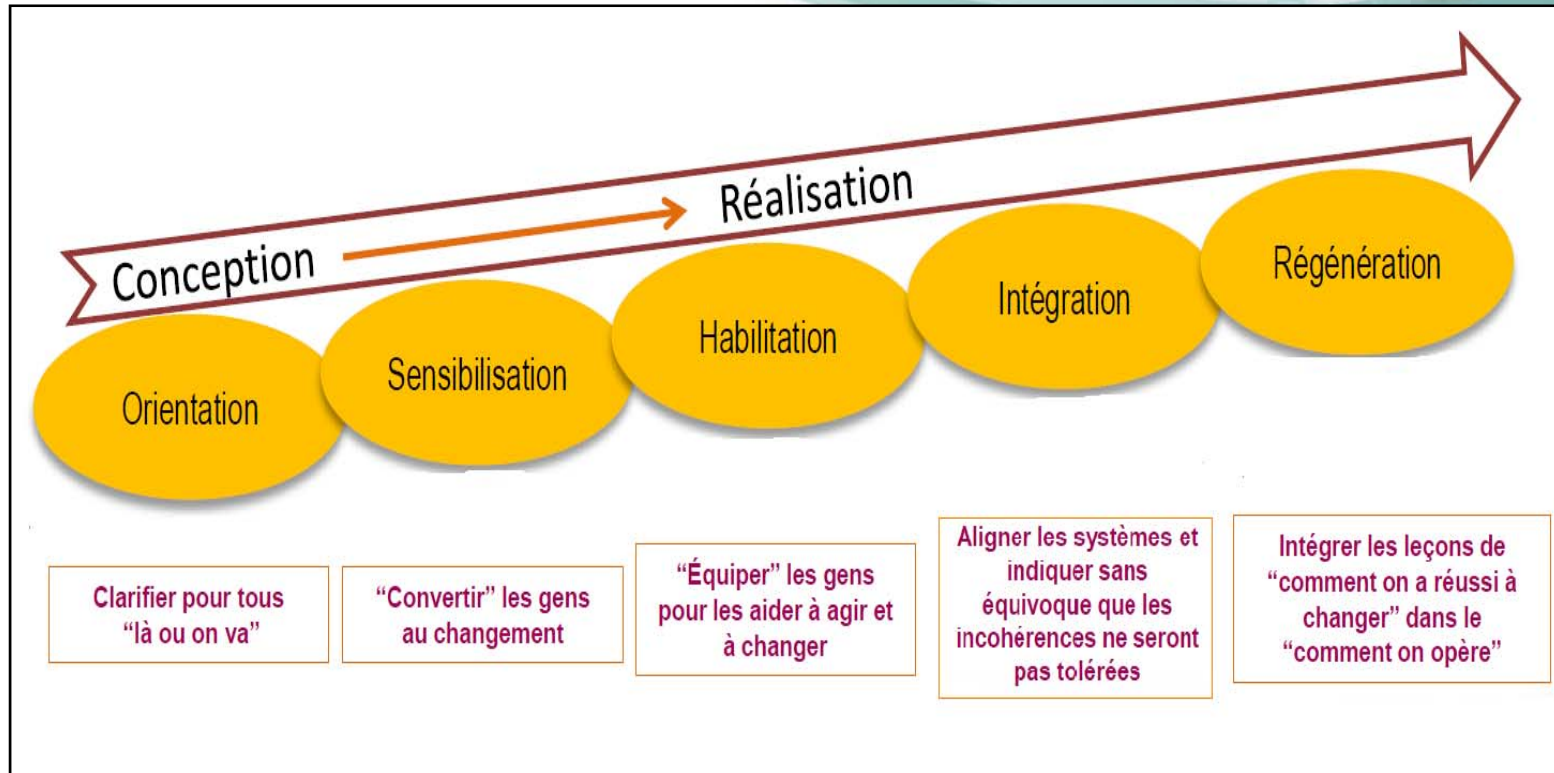 Conception
Réalisation
Orientation
Sensibilisation
Habilitation
Intégration
Régénération
Clarifier pour tous
“là ou on va”
“Convertir” les gens
au changement
“Équiper” les gens
pour les aider à agir et
à changer
Aligner les systèmes et
indiquer sans
équivoque que les
incohérences ne seront
pas tolérées
Intégrer les leçons de
“comment on a réussi à
changer” dans le
“comment on opère”